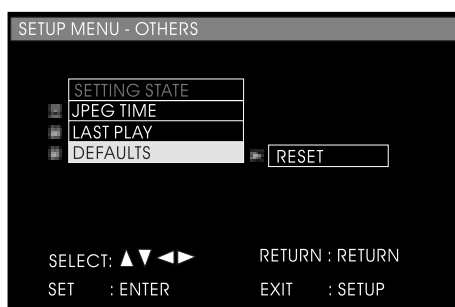 SETUP MENU - OTHERS
SETTING STATE
JPEG TIME
LAST PLAY
DEFAULTS
RESET
SELECT: ▲▼◄► RETURN : RETURN
SET : ENTER EXIT : SETUP